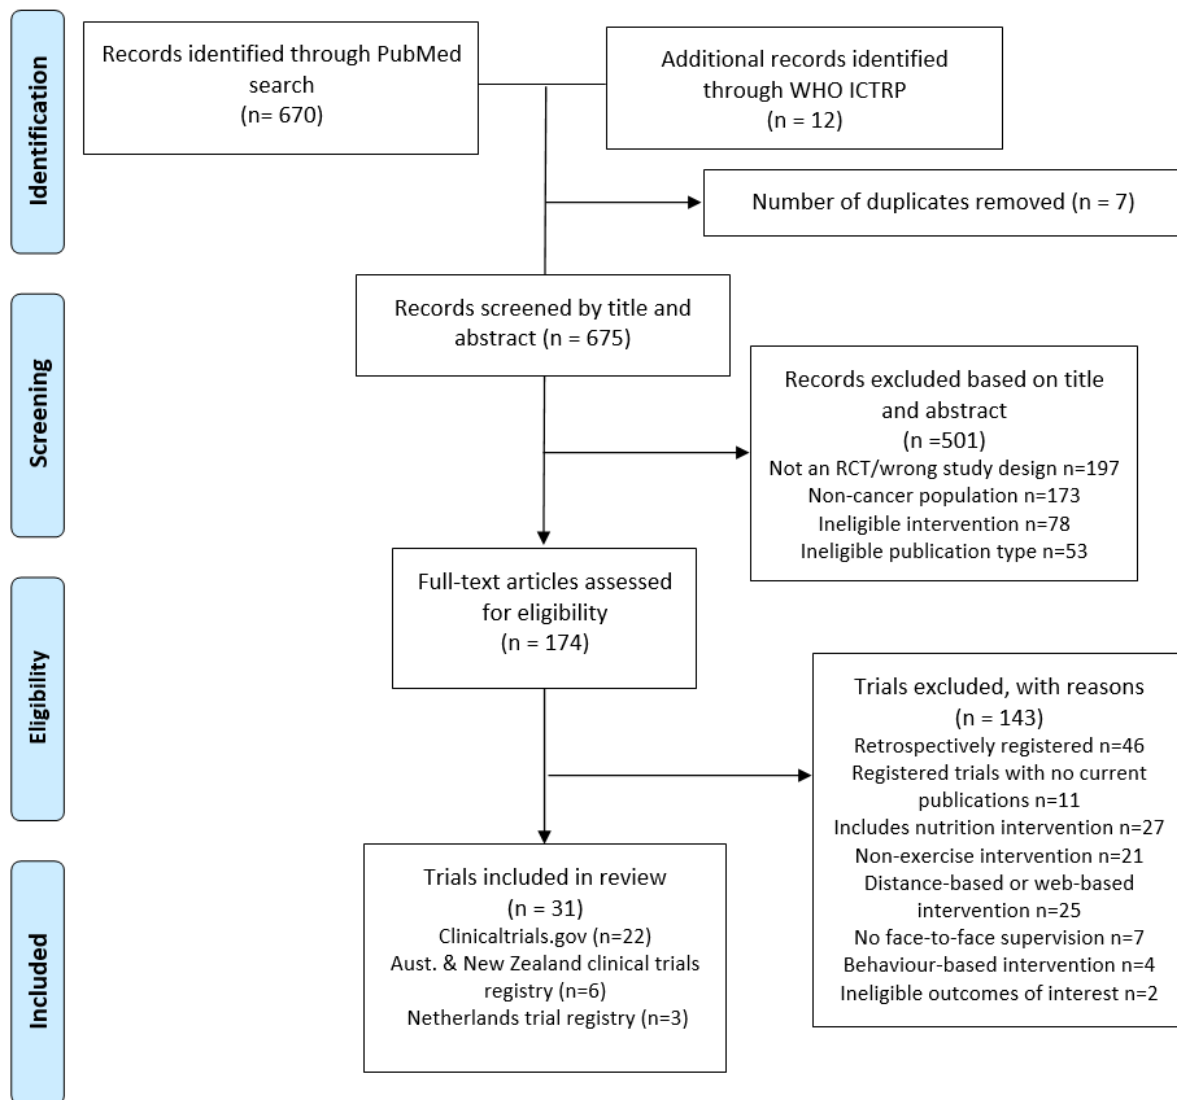 Identification
Records identified through PubMed
search
(n= 670)
Additional records identified
through WHO ICTRP
(n = 12)
Number of duplicates removed (n = 7)
Screening
Records screened by title and
abstract (n = 675)
Records excluded based on title
and abstract
(n =501)
Not an RCT/wrong study design n=197
Non-cancer population n=173
Ineligible intervention n=78
Ineligible publication type n=53
Eligibility
Full-text articles assessed
for eligibility
(n = 174)
Trials excluded, with reasons
(n = 143)
Retrospectively registered n=46
Registered trials with no current
publications n=11
Includes nutrition intervention n=27
Non-exercise intervention n=21
Distance-based or web-based
intervention n=25
No face-to-face supervision n=7
Behaviour-based intervention n=4
Ineligible outcomes of interest n=2
Included
Trials included in review
(n = 31)
Clinicaltrials.gov (n=22)
Aust. & New Zealand clinical trials
registry (n=6)
Netherlands trial registry (n=3)